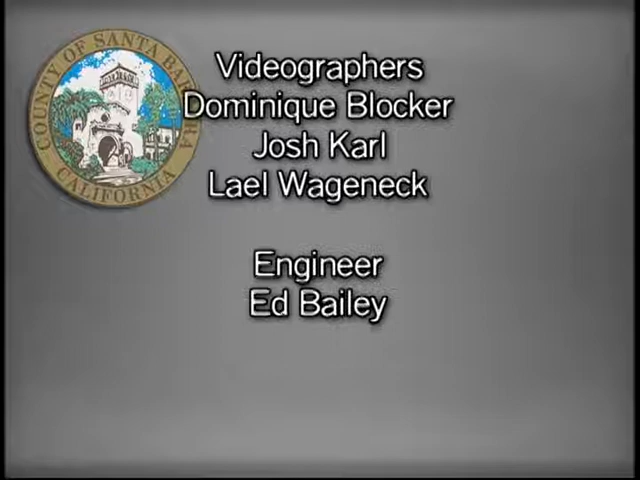 COUNTY OF SANTA BARBARA
CALIFORNIA
Videographers
Dominique Blocker
Josh Karl
Lael Wageneck
Engineer
Ed Bailey